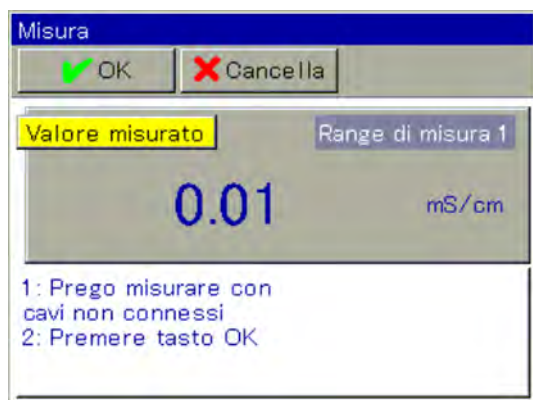 Misura
OK Cancella
Valore misurato Range di misura 1
0.01 mS/cm
1: Prego misurare con
cavi non connessi
2: Premere tasto OK